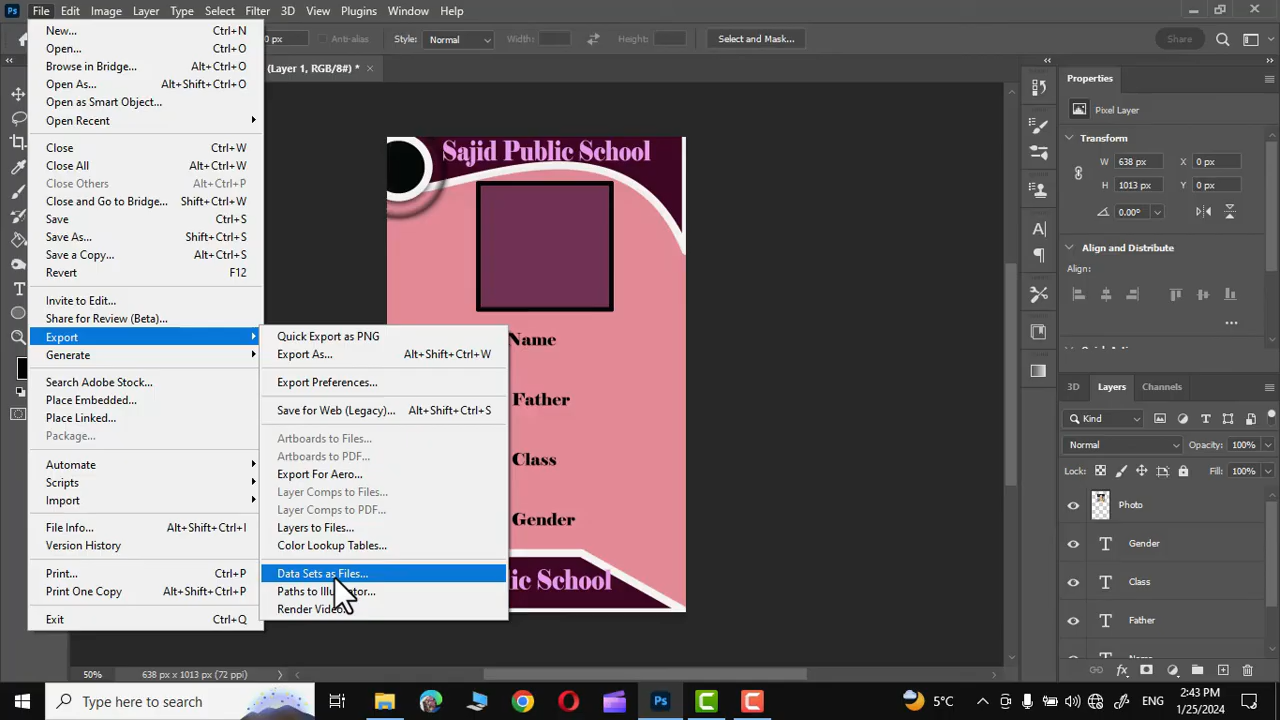 Ps File Edit Image Layer Type Select Filter 3D View Plugins Window Help
0 px Anti-alias Style: Normal Width: Height: Select and Mask... Share
(Layer 1, RGB/8#) * ×
New... Ctrl+N
Open... Ctrl+O
Browse in Bridge... Alt+Ctrl+O
Open As... Alt+Shift+Ctrl+O
Open as Smart Object...
Open Recent
Close Ctrl+W
Close All Alt+Ctrl+W
Close Others Alt+Ctrl+P
Close and Go to Bridge... Shift+Ctrl+W
Save Ctrl+S
Save As... Shift+Ctrl+S
Save a Copy... Alt+Ctrl+S
Revert F12
Invite to Edit...
Share for Review (Beta)...
Export
Generate
Search Adobe Stock...
Place Embedded...
Place Linked...
Package...
Automate
Scripts
Import
File Info... Alt+Shift+Ctrl+I
Version History
Print... Ctrl+P
Print One Copy Alt+Shift+Ctrl+P
Exit Ctrl+Q
Quick Export as PNG
Export As... Alt+Shift+Ctrl+W
Export Preferences...
Save for Web (Legacy)... Alt+Shift+Ctrl+S
Artboards to Files...
Artboards to PDF...
Export For Aero...
Layer Comps to Files...
Layer Comps to PDF...
Layers to Files...
Color Lookup Tables...
Data Sets as Files...
Paths to
Render Video
Sajid Public School
Name
Father
Class
Gender
School
Properties
Pixel Layer
Transform
W 638 px X 0 px
H 1013 px Y 0 px
0.00°
Align and Distribute
Align:
3D Layers Channels
Kind
Normal Opacity: 100%
Lock: Fill: 100%
Photo
Gender
Class
Father
50% 638 px x 1013 px (72 ppi)
Type here to search
5°C ENG 2:43 PM
1/25/2024